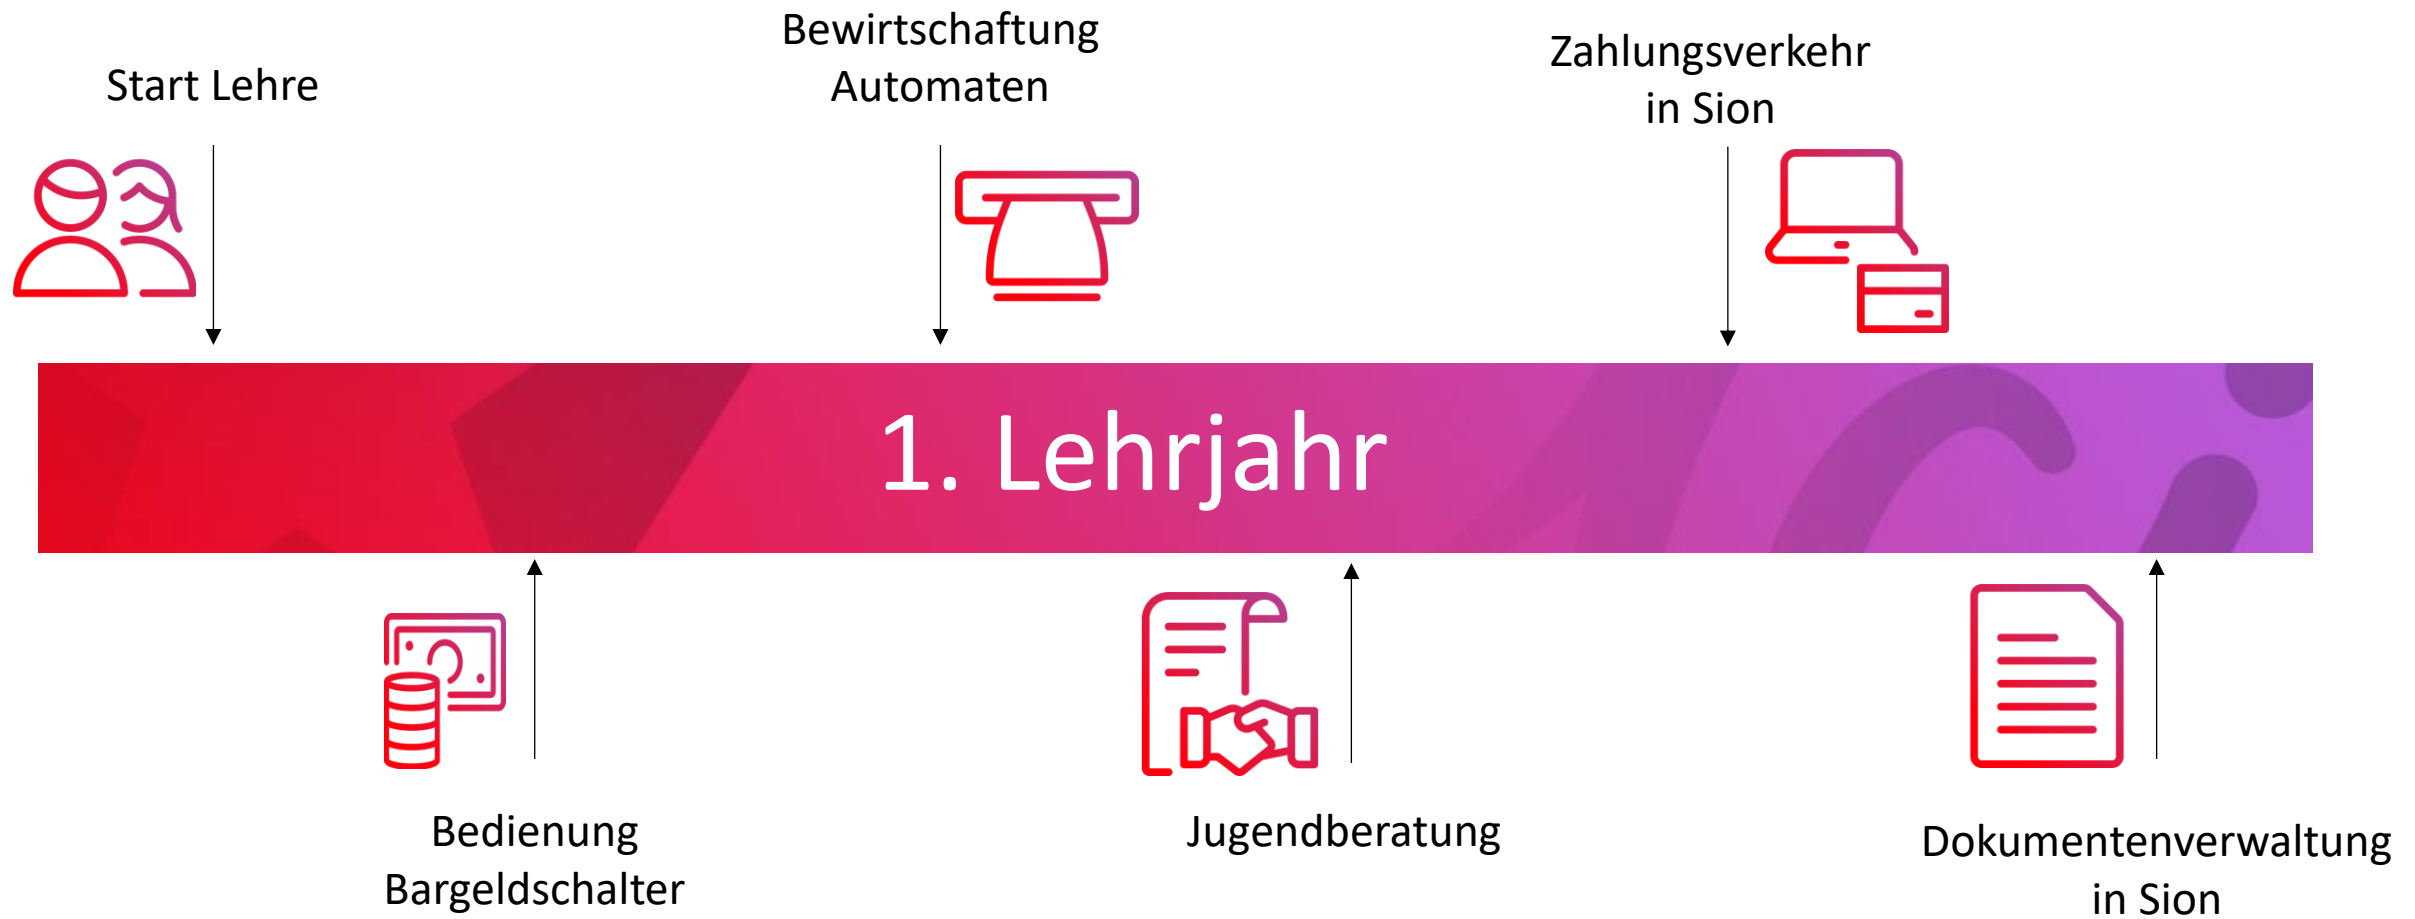 Start Lehre
Bewirtschaftung
Automaten
Zahlungsverkehr
in Sion
1. Lehrjahr
Bedienung
Bargeldschalter
Jugendberatung
Dokumentenverwaltung
in Sion